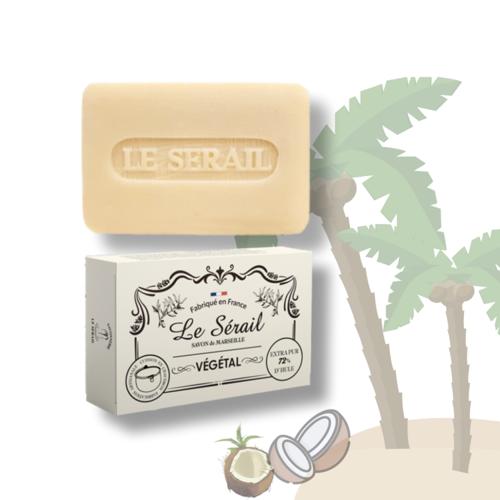 LE SERAIL
Fabriqué en France
Le Sérail
SAVON de MARSEILLE
VÉGÉTAL
EXTRA PUR
72%
D'HUILE